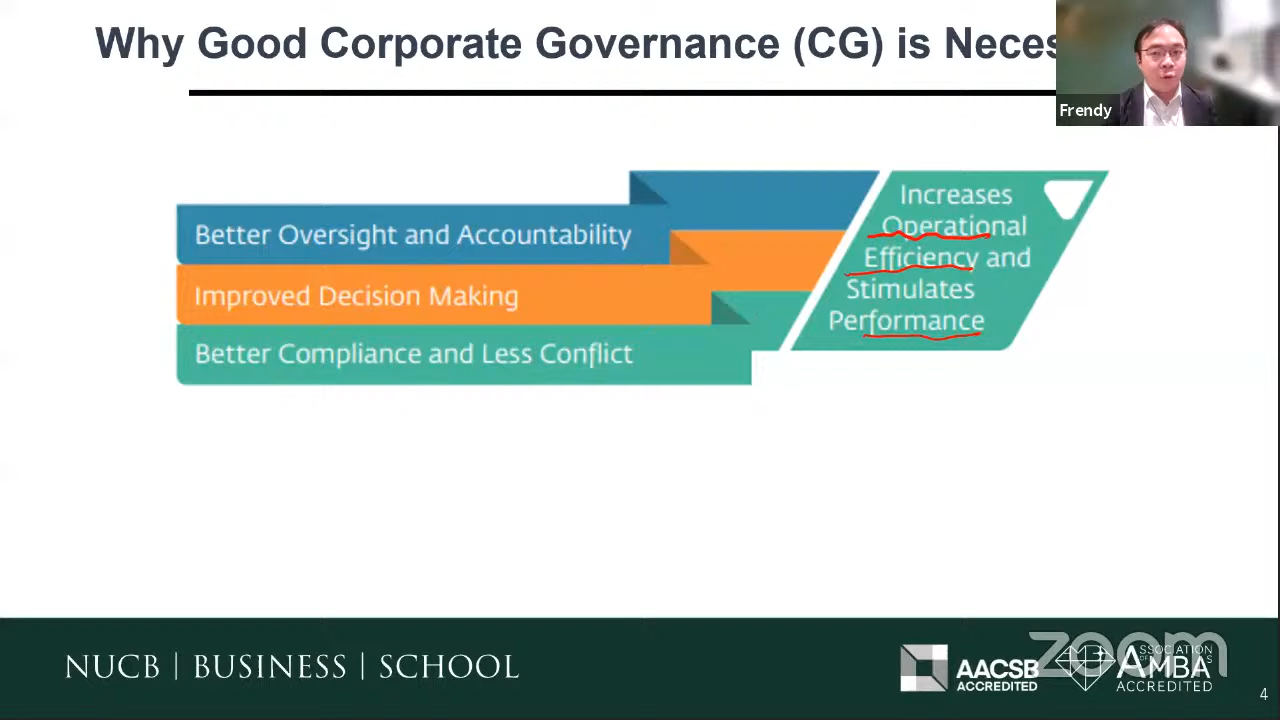 Why Good Corporate Governance (CG) is Neces
Frendy
Better Oversight and Accountability
Improved Decision Making
Better Compliance and Less Conflict
Increases
Operational
Efficiency and
Stimulates
Performance
NUCB | BUSINESS | SCHOOL
AACSB
ACCREDITED
zoom
ASSOCIATION
AMBA
ACCREDITED
4